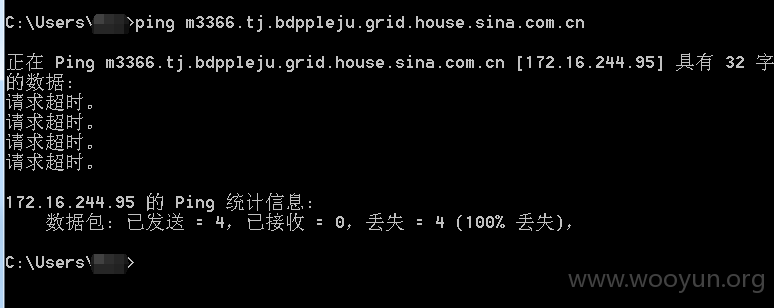 C:\Users\>ping m3366.tj.bdppleju.grid.house.sina.com.cn
正在 Ping m3366.tj.bdppleju.grid.house.sina.com.cn [172.16.244.95] 具有 32 字
的数据:
请求超时。
请求超时。
请求超时。
请求超时。
172.16.244.95 的 Ping 统计信息:
数据包: 已发送 = 4，已接收 = 0，丢失 = 4 (100% 丢失)，
C:\Users\>
www.wooyun.org